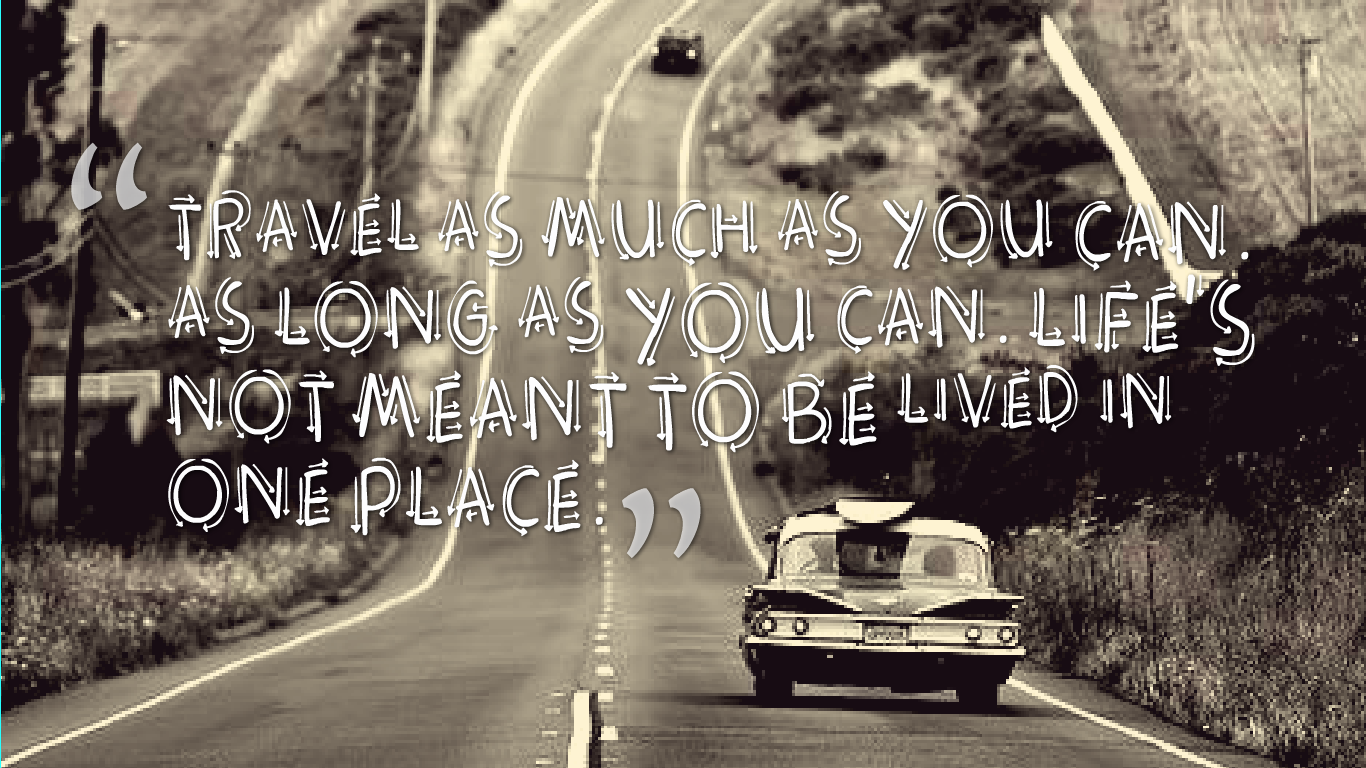 “TRAVEL AS MUCH AS YOU CAN.
AS LONG AS YOU CAN. LIFE'S
NOT MEANT TO BE LIVED IN
ONE PLACE.”